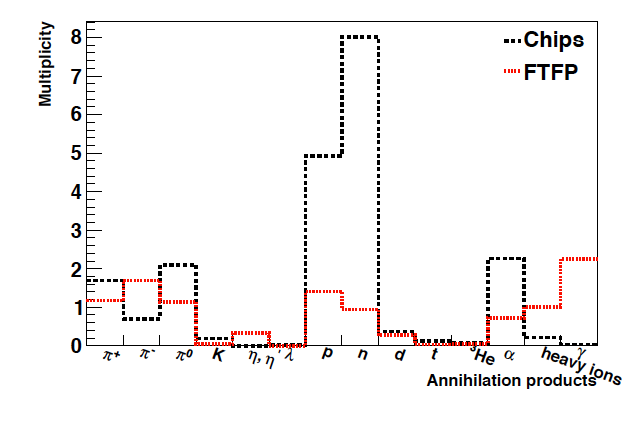 Multiplicity
8
7
6
5
4
3
2
1
0
Chips
FTFP
π+ π- π0 K η, η' λ p n d t 3He α heavy ions γ
Annihilation products